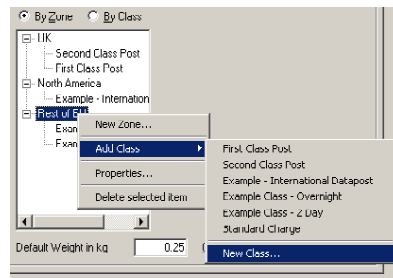 By Zone By Class
UK
Second Class Post
First Class Post
North America
Example - Internation
Rest of EU
New Zone...
Add Class
Properties...
Delete selected item
First Class Post
Second Class Post
Example - International Datapost
Example Class - Overnight
Example Class - 2 Day
Standard Charge
New Class...
Default Weight in kg 0.25